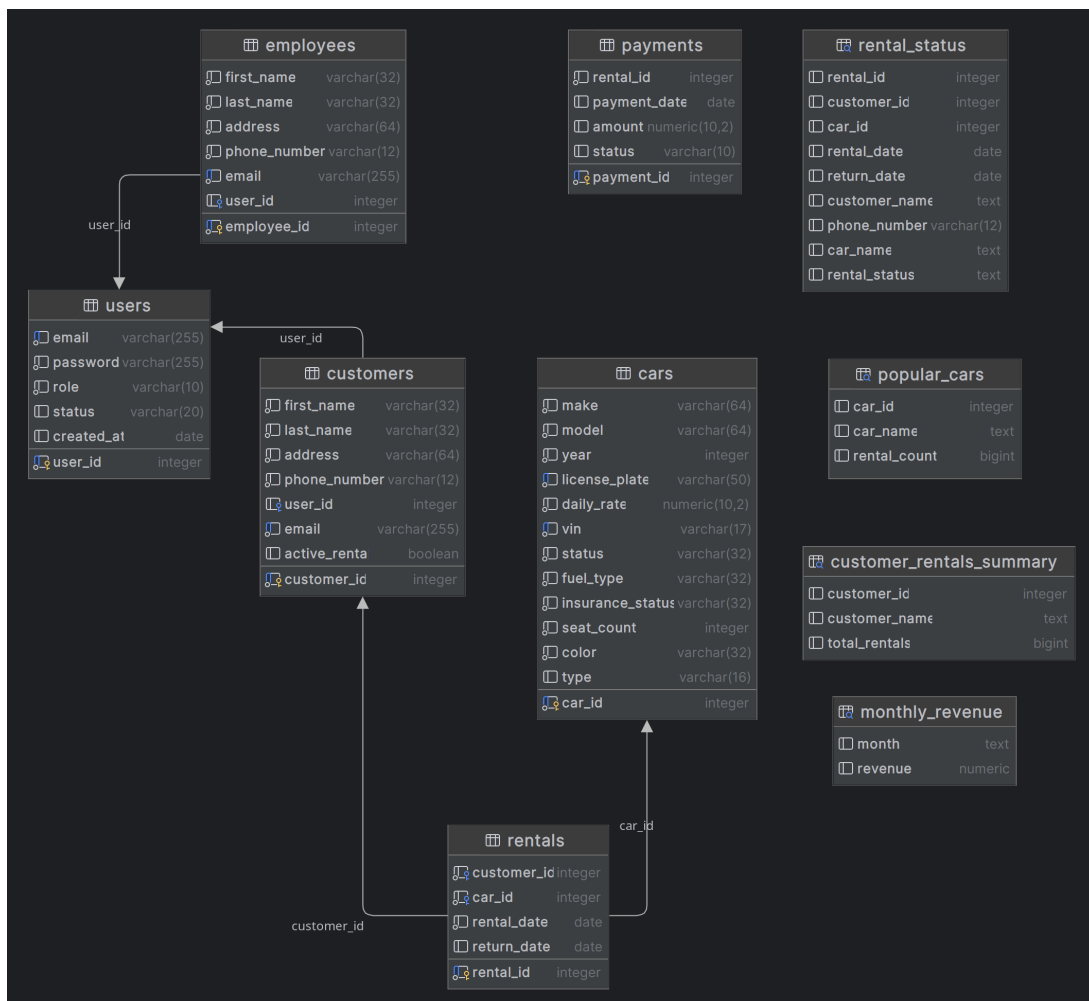 employees
first_name varchar(32)
last_name varchar(32)
address varchar(64)
phone_number varchar(12)
email varchar(255)
user_id integer
employee_id integer
payments
rental_id integer
payment_date date
amount numeric(10,2)
status varchar(10)
payment_id integer
rental_status
rental_id integer
customer_id integer
car_id integer
rental_date date
return_date date
customer_name text
phone_number varchar(12)
car_name text
rental_status text
user_id
users
email varchar(255)
password varchar(255)
role varchar(10)
status varchar(20)
created_at date
user_id integer
user_id
customers
first_name varchar(32)
last_name varchar(32)
address varchar(64)
phone_number varchar(12)
user_id integer
email varchar(255)
active_renta boolean
customer_id integer
cars
make varchar(64)
model varchar(64)
year integer
license_plate varchar(50)
daily_rate numeric(10,2)
vin varchar(17)
status varchar(32)
fuel_type varchar(32)
insurance_status varchar(32)
seat_count integer
color varchar(32)
type varchar(16)
car_id integer
popular_cars
car_id integer
car_name text
rental_count bigint
customer_rentals_summary
customer_id integer
customer_name text
total_rentals bigint
monthly_revenue
month text
revenue numeric
car_id
rentals
customer_id integer
car_id integer
rental_date date
return_date date
rental_id integer
customer_id